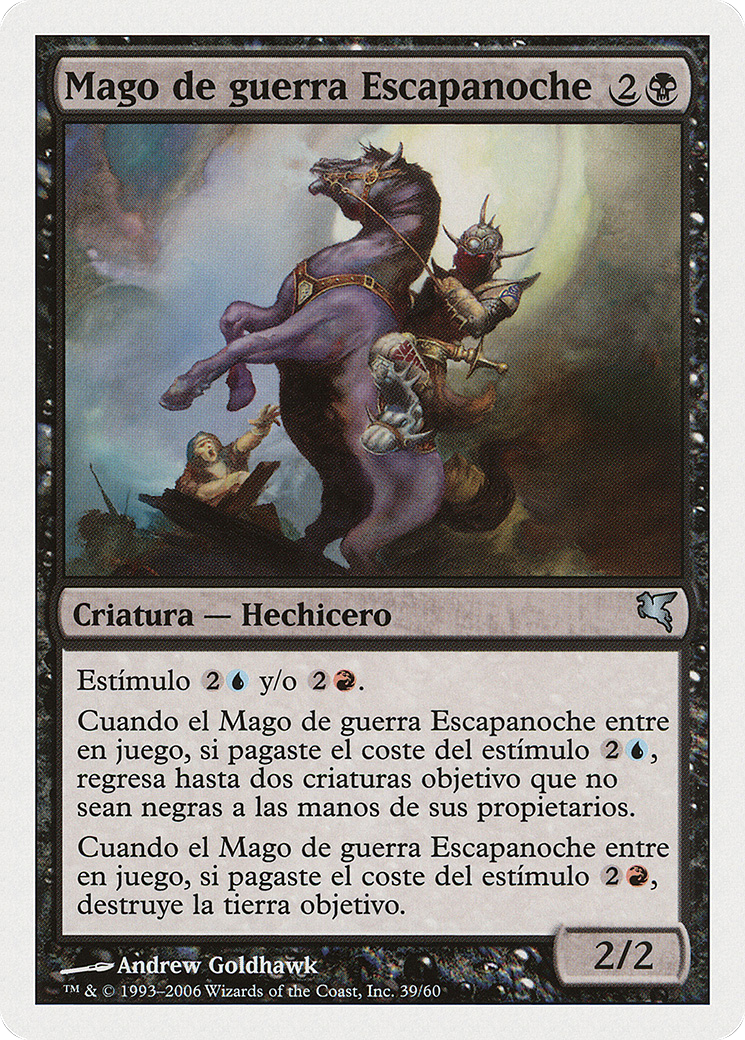 Mago de guerra Escapanoche 2
Criatura — Hechicero
Estímulo 2 y/o 2.
Cuando el Mago de guerra Escapanoche entre
en juego, si pagaste el coste del estímulo 2,
regresa hasta dos criaturas objetivo que no
sean negras a las manos de sus propietarios.
Cuando el Mago de guerra Escapanoche entre
en juego, si pagaste el coste del estímulo 2,
destruye la tierra objetivo.
2/2
Andrew Goldhawk
™ & © 1993–2006 Wizards of the Coast, Inc. 39/60